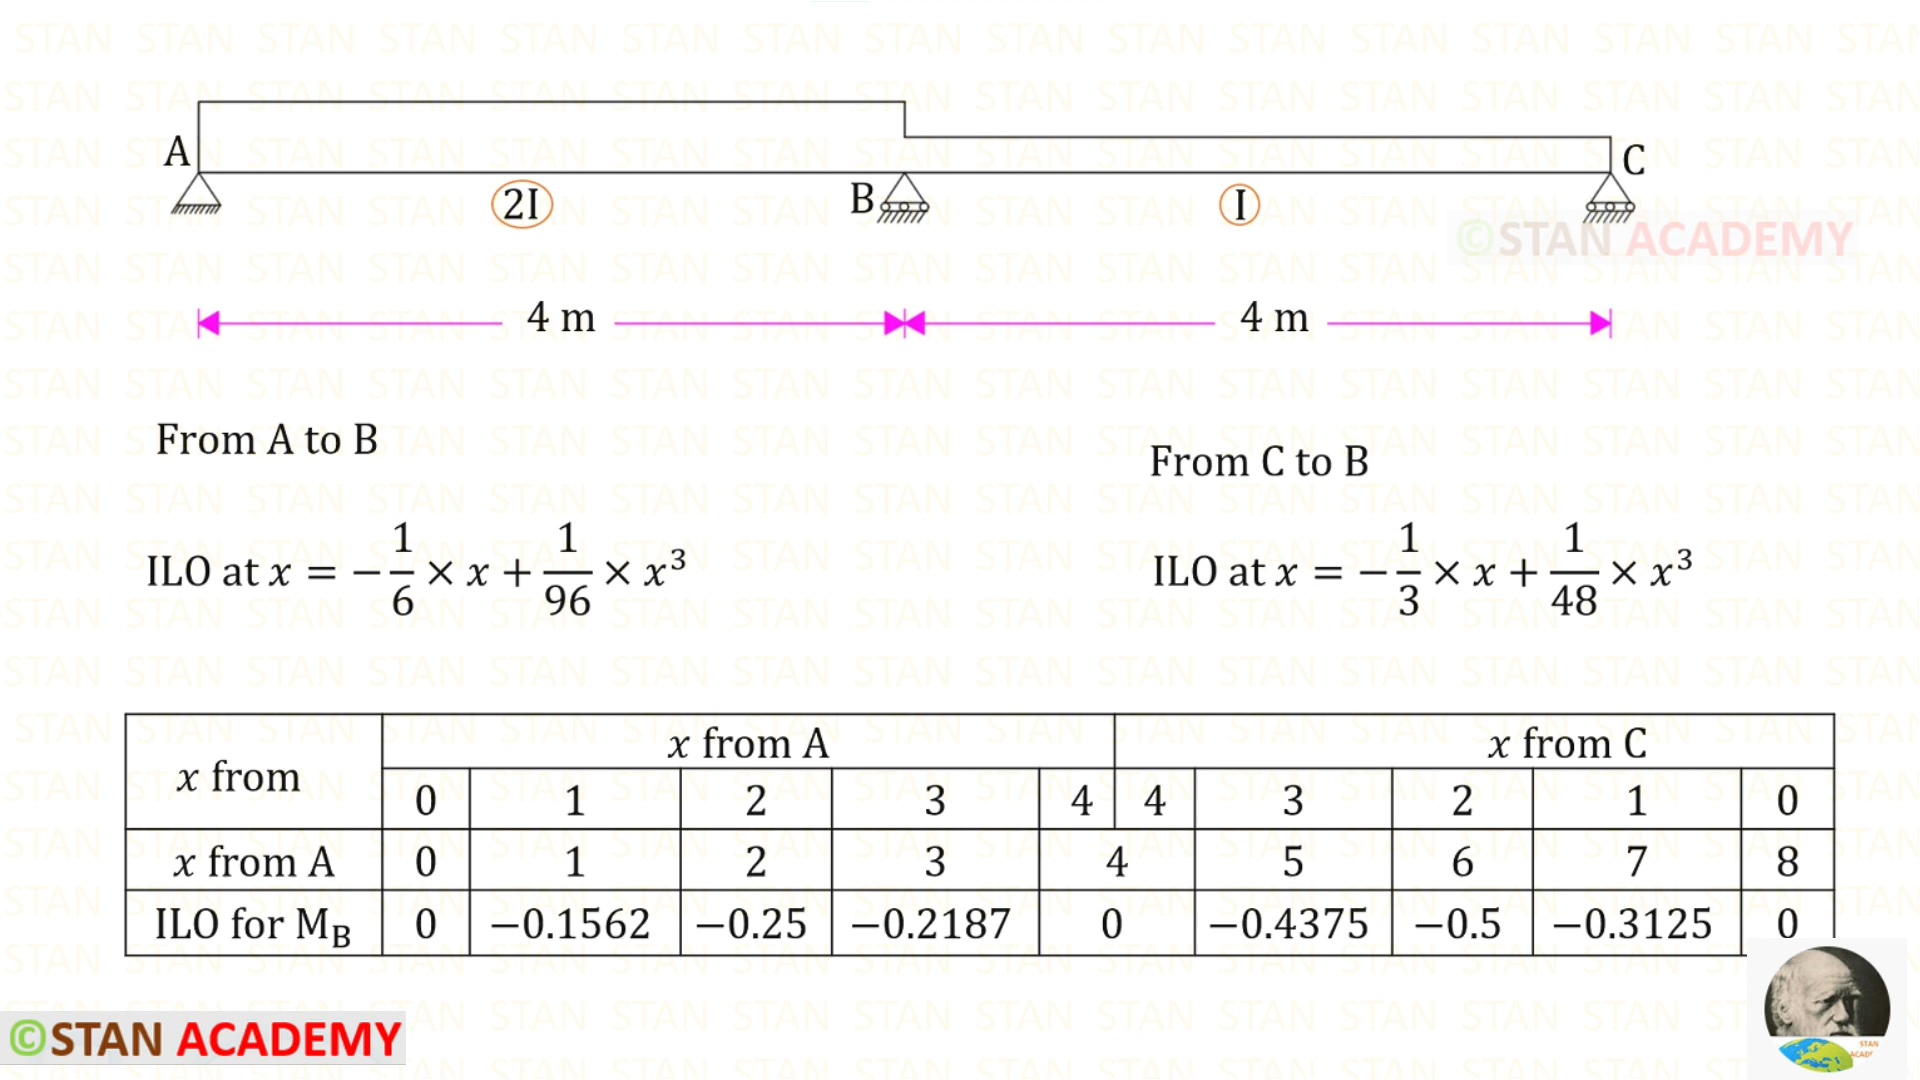 A
2I
B
I
C
©STAN ACADEMY
4 m
4 m
From A to B
From C to B
ILO at x = −1/6 × x + 1/96 × x³
ILO at x = −1/3 × x + 1/48 × x³
x from
x from A
x from C
0 1 2 3 4 4 3 2 1 0
x from A 0 1 2 3 4 5 6 7 8
ILO for M_B 0 −0.1562 −0.25 −0.2187 0 −0.4375 −0.5 −0.3125 0
©STAN ACADEMY
STAN